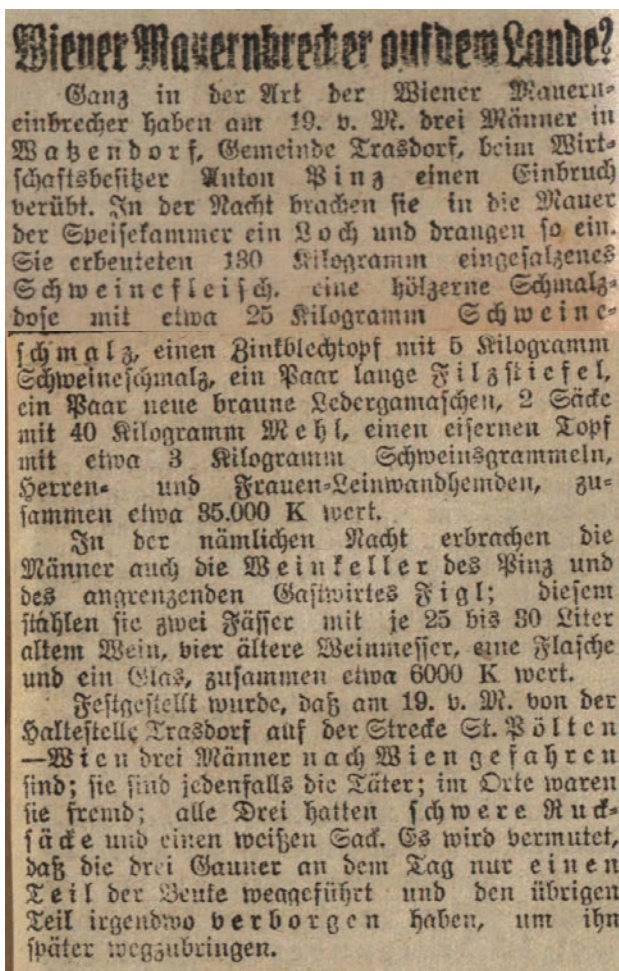 Wiener Mauernbrecher auf dem Lande?
Ganz in der Art der Wiener Mauern-
einbrecher haben am 19. v. M. drei Männer in
Watzendorf, Gemeinde Trasdorf, beim Wirt-
schaftsbesitzer Anton Pinz einen Einbruch
verübt. In der Nacht brachen sie in die Mauer
der Speisekammer ein Loch und drangen so ein.
Sie erbeuteten 130 Kilogramm eingesalzenes
Schweinefleisch, eine hölzerne Schmalz-
dose mit etwa 25 Kilogramm Schweine-
schmalz, einen Zinkblechtopf mit 5 Kilogramm
Schweineschmalz, ein Paar lange Filzstiefel,
ein Paar neue braune Ledergamaschen, 2 Säcke
mit 40 Kilogramm Mehl, einen eisernen Topf
mit etwa 3 Kilogramm Schweinsgrammeln,
Herren- und Frauen-Leinwandhemden, zu-
sammen etwa 35.000 K wert.
In der nämlichen Nacht erbrachen die
Männer auch die Weinkeller des Pinz und
des angrenzenden Gastwirtes Figl; diesem
stahlen sie zwei Fässer mit je 25 bis 30 Liter
altem Wein, vier ältere Weinmesser, eine Flasche
und ein Glas, zusammen etwa 6000 K wert.
Festgestellt wurde, daß am 19. v. M. von der
Haltestelle Trasdorf auf der Strecke St. Pölten
—Wien drei Männer nach Wien gefahren
sind; sie sind jedenfalls die Täter; im Orte waren
sie fremd; alle Drei hatten schwere Ruck-
säcke und einen weißen Sack. Es wird vermutet,
daß die drei Gauner an dem Tag nur einen
Teil der Beute weggeführt und den übrigen
Teil irgendwo verborgen haben, um ihn
später wegzubringen.